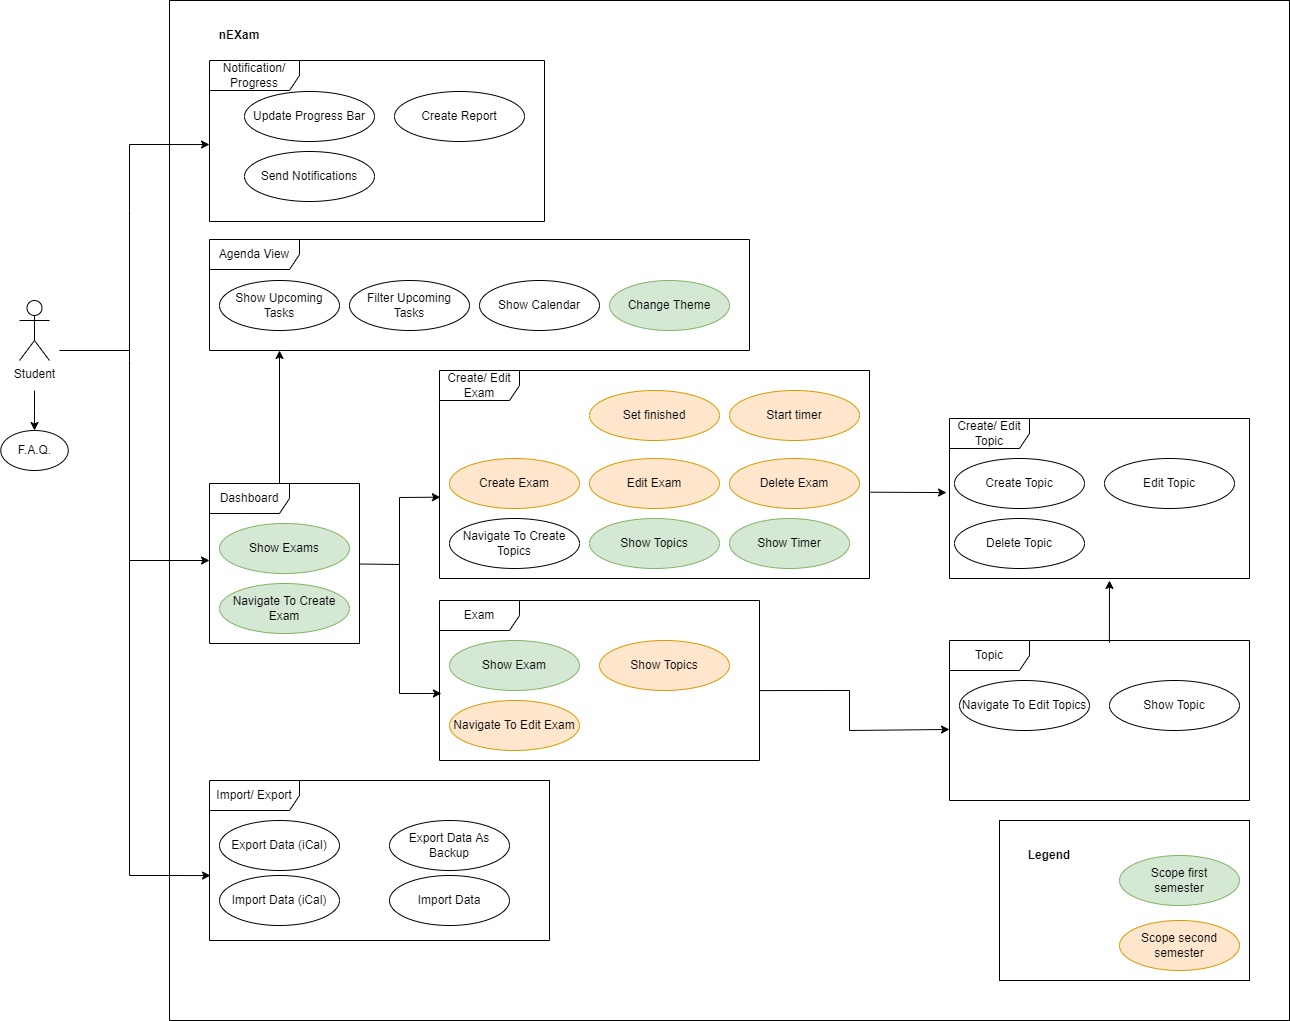 nEXam
Notification/
Progress
Update Progress Bar
Create Report
Send Notifications
Agenda View
Show Upcoming
Tasks
Filter Upcoming
Tasks
Show Calendar
Change Theme
Student
F.A.Q.
Create/ Edit
Exam
Set finished
Start timer
Create Exam
Edit Exam
Delete Exam
Navigate To Create
Topics
Show Topics
Show Timer
Create/ Edit
Topic
Create Topic
Edit Topic
Delete Topic
Dashboard
Show Exams
Navigate To Create
Exam
Exam
Show Exam
Show Topics
Navigate To Edit Exam
Topic
Navigate To Edit Topics
Show Topic
Import/ Export
Export Data (iCal)
Export Data As
Backup
Import Data (iCal)
Import Data
Legend
Scope first
semester
Scope second
semester